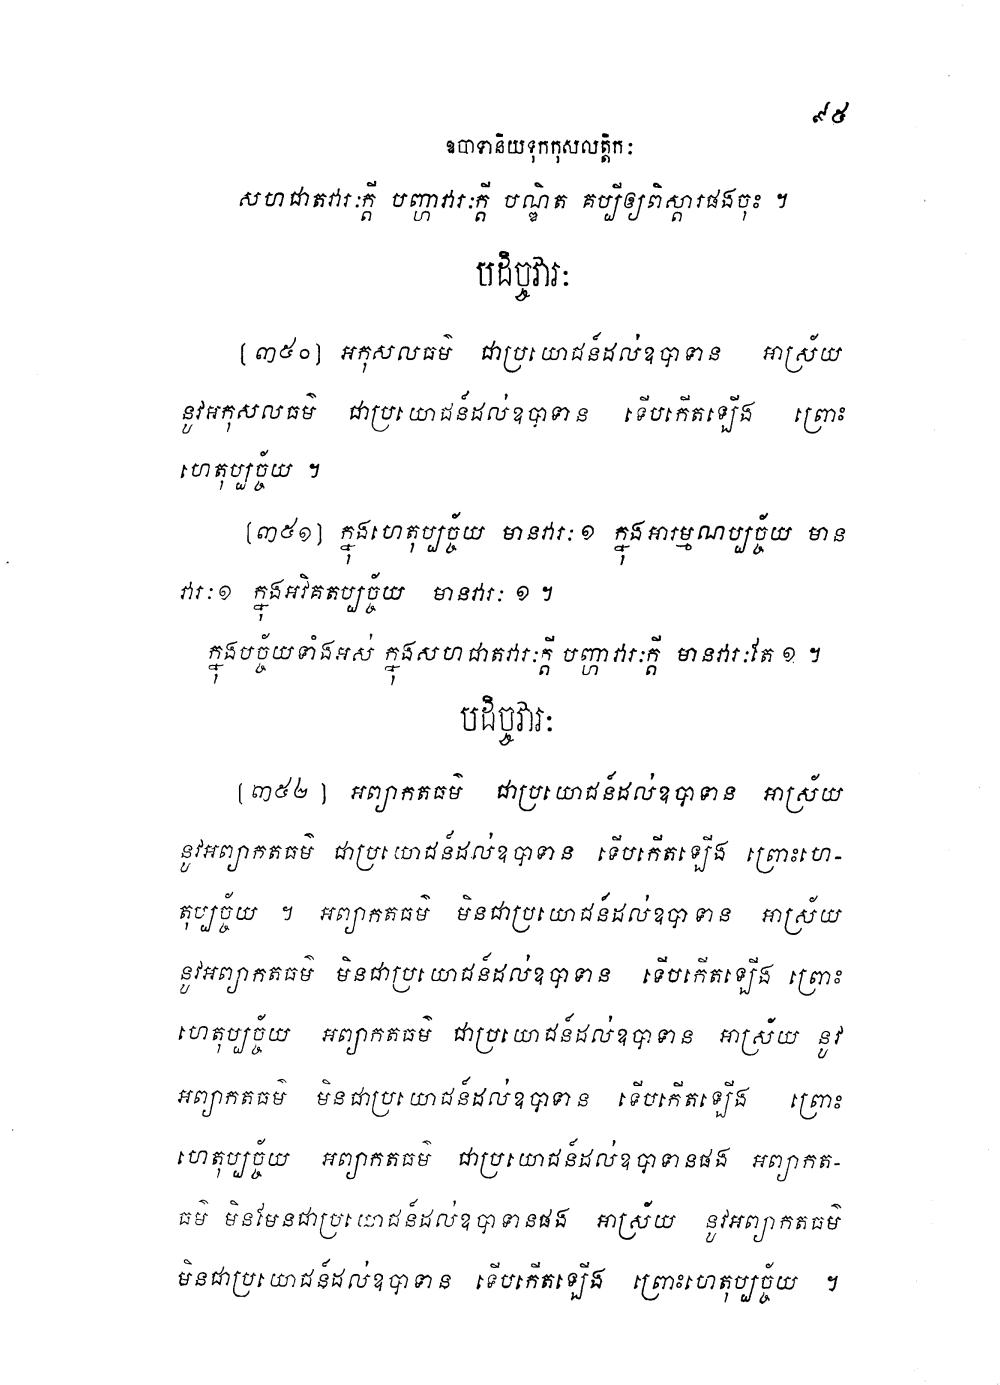 ៩៥
ឧបាទានិយទុកកុសលត្តិកៈ
សហជាតវារៈក្តី បញ្ហាវារៈក្តី បណ្ឌិត គប្បីឲ្យពិស្តារផងចុះ ។
បដិច្ចវារៈ
[៣៥០] អកុសលធម៌ ជាប្រយោជន៍ដល់ឧបាទាន អាស្រ័យ
នូវអកុសលធម៌ ជាប្រយោជន៍ដល់ឧបាទាន ទើបកើតឡើង ព្រោះ
ហេតុប្បច្ច័យ ។
[៣៥១] ក្នុងហេតុប្បច្ច័យ មានវារៈ ១ ក្នុងអារម្មណប្បច្ច័យ មាន
វារៈ ១ ក្នុងអវិគតប្បច្ច័យ មានវារៈ ១ ។
ក្នុងបច្ច័យទាំងអស់ ក្នុងសហជាតវារៈក្តី បញ្ហាវារៈក្តី មានវារៈតែ ១ ។
បដិច្ចវារៈ
[៣៥២] អព្យាកតធម៌ ជាប្រយោជន៍ដល់ឧបាទាន អាស្រ័យ
នូវអព្យាកតធម៌ ជាប្រយោជន៍ដល់ឧបាទាន ទើបកើតឡើង ព្រោះហេ-
តុប្បច្ច័យ ។ អព្យាកតធម៌ មិនជាប្រយោជន៍ដល់ឧបាទាន អាស្រ័យ
នូវអព្យាកតធម៌ មិនជាប្រយោជន៍ដល់ឧបាទាន ទើបកើតឡើង ព្រោះ
ហេតុប្បច្ច័យ អព្យាកតធម៌ ជាប្រយោជន៍ដល់ឧបាទាន អាស្រ័យ នូវ
អព្យាកតធម៌ មិនជាប្រយោជន៍ដល់ឧបាទាន ទើបកើតឡើង ព្រោះ
ហេតុប្បច្ច័យ អព្យាកតធម៌ ជាប្រយោជន៍ដល់ឧបាទានផង អព្យាកត-
ធម៌ មិនមែនជាប្រយោជន៍ដល់ឧបាទានផង អាស្រ័យ នូវអព្យាកតធម៌
មិនជាប្រយោជន៍ដល់ឧបាទាន ទើបកើតឡើង ព្រោះហេតុប្បច្ច័យ ។